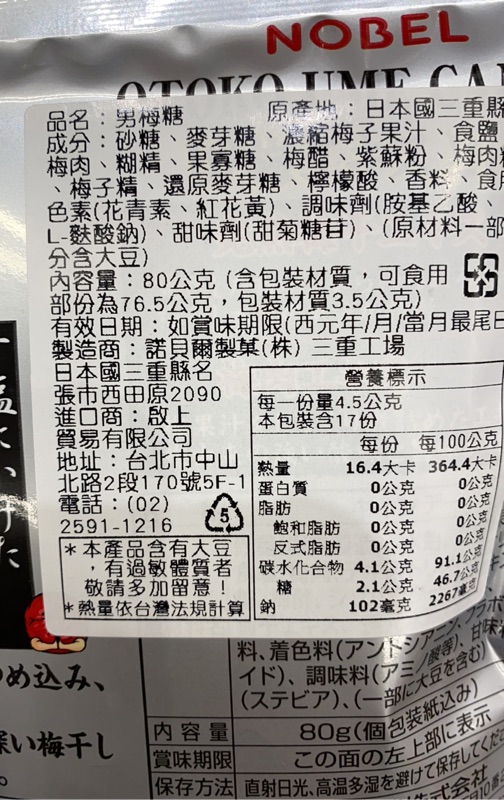 NOBEL
OTOKO UME CA
品名：男梅糖 原產地：日本國三重縣
成分：砂糖、麥芽糖、濃縮梅子果汁、食鹽
梅肉、糊精、果寡糖、梅醋、紫蘇粉、梅肉
、梅子精、還原麥芽糖、檸檬酸、香料、食用
色素(花青素、紅花黃)、調味劑(胺基乙酸、
L-麩酸鈉)、甜味劑(甜菊糖苷)、(原材料一部
分含大豆)
內容量：80公克 (含包裝材質，可食用
部份為76.5公克，包裝材質3.5公克)
有效日期：如賞味期限(西元年/月/當月最尾日
製造商：諾貝爾製菓(株) 三重工場
日本國三重縣名
張市西田原2090
進口商：啟上
貿易有限公司
地址：台北市中山
北路2段170號5F-1
電話：(02)
2591-1216
5
＊本產品含有大豆
，有過敏體質者
敬請多加留意！
＊熱量依台灣法規計算
營養標示
每一份量4.5公克
本包裝含17份
每份 每100公克
熱量 16.4大卡 364.4大卡
蛋白質 0公克 0公克
脂肪 0公克 0公克
飽和脂肪 0公克 0公克
反式脂肪 0公克 0公克
碳水化合物 4.1公克 91.1公克
糖 2.1公克 46.7公克
鈉 102毫克 2267毫克
料、着色料(アントシアニン、フラボ
イド)、調味料(アミノ酸等)、甘味料
(ステビア)、(一部に大豆を含む)
内容量 80g(個包装紙込み)
賞味期限 この面の左上部に表示
保存方法 直射日光、高温多湿を避けて保存してくださ
株式会社
め込み、
深い梅干し
。